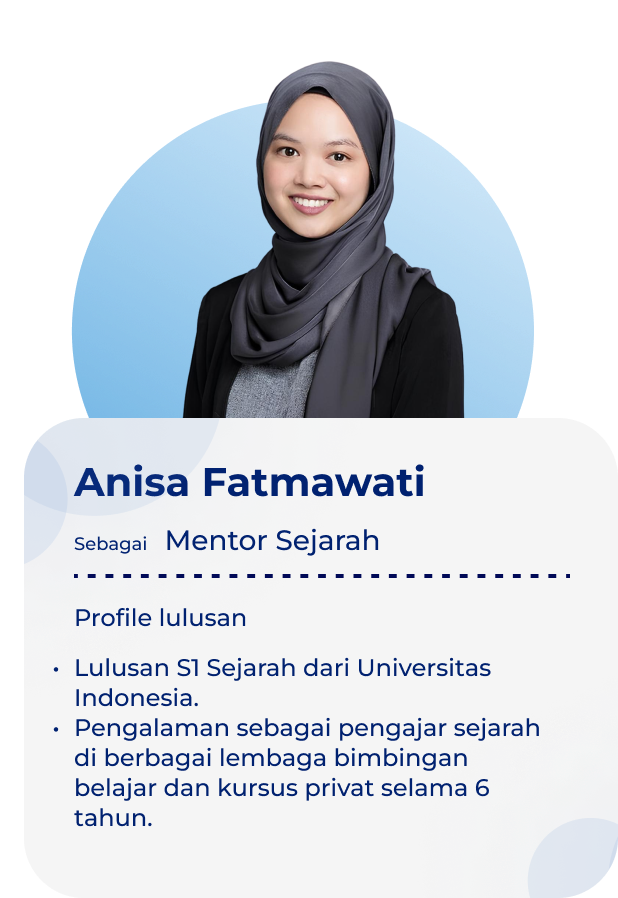 Anisa Fatmawati
Sebagai Mentor Sejarah
Profile lulusan
• Lulusan S1 Sejarah dari Universitas
Indonesia.
• Pengalaman sebagai pengajar sejarah
di berbagai lembaga bimbingan
belajar dan kursus privat selama 6
tahun.